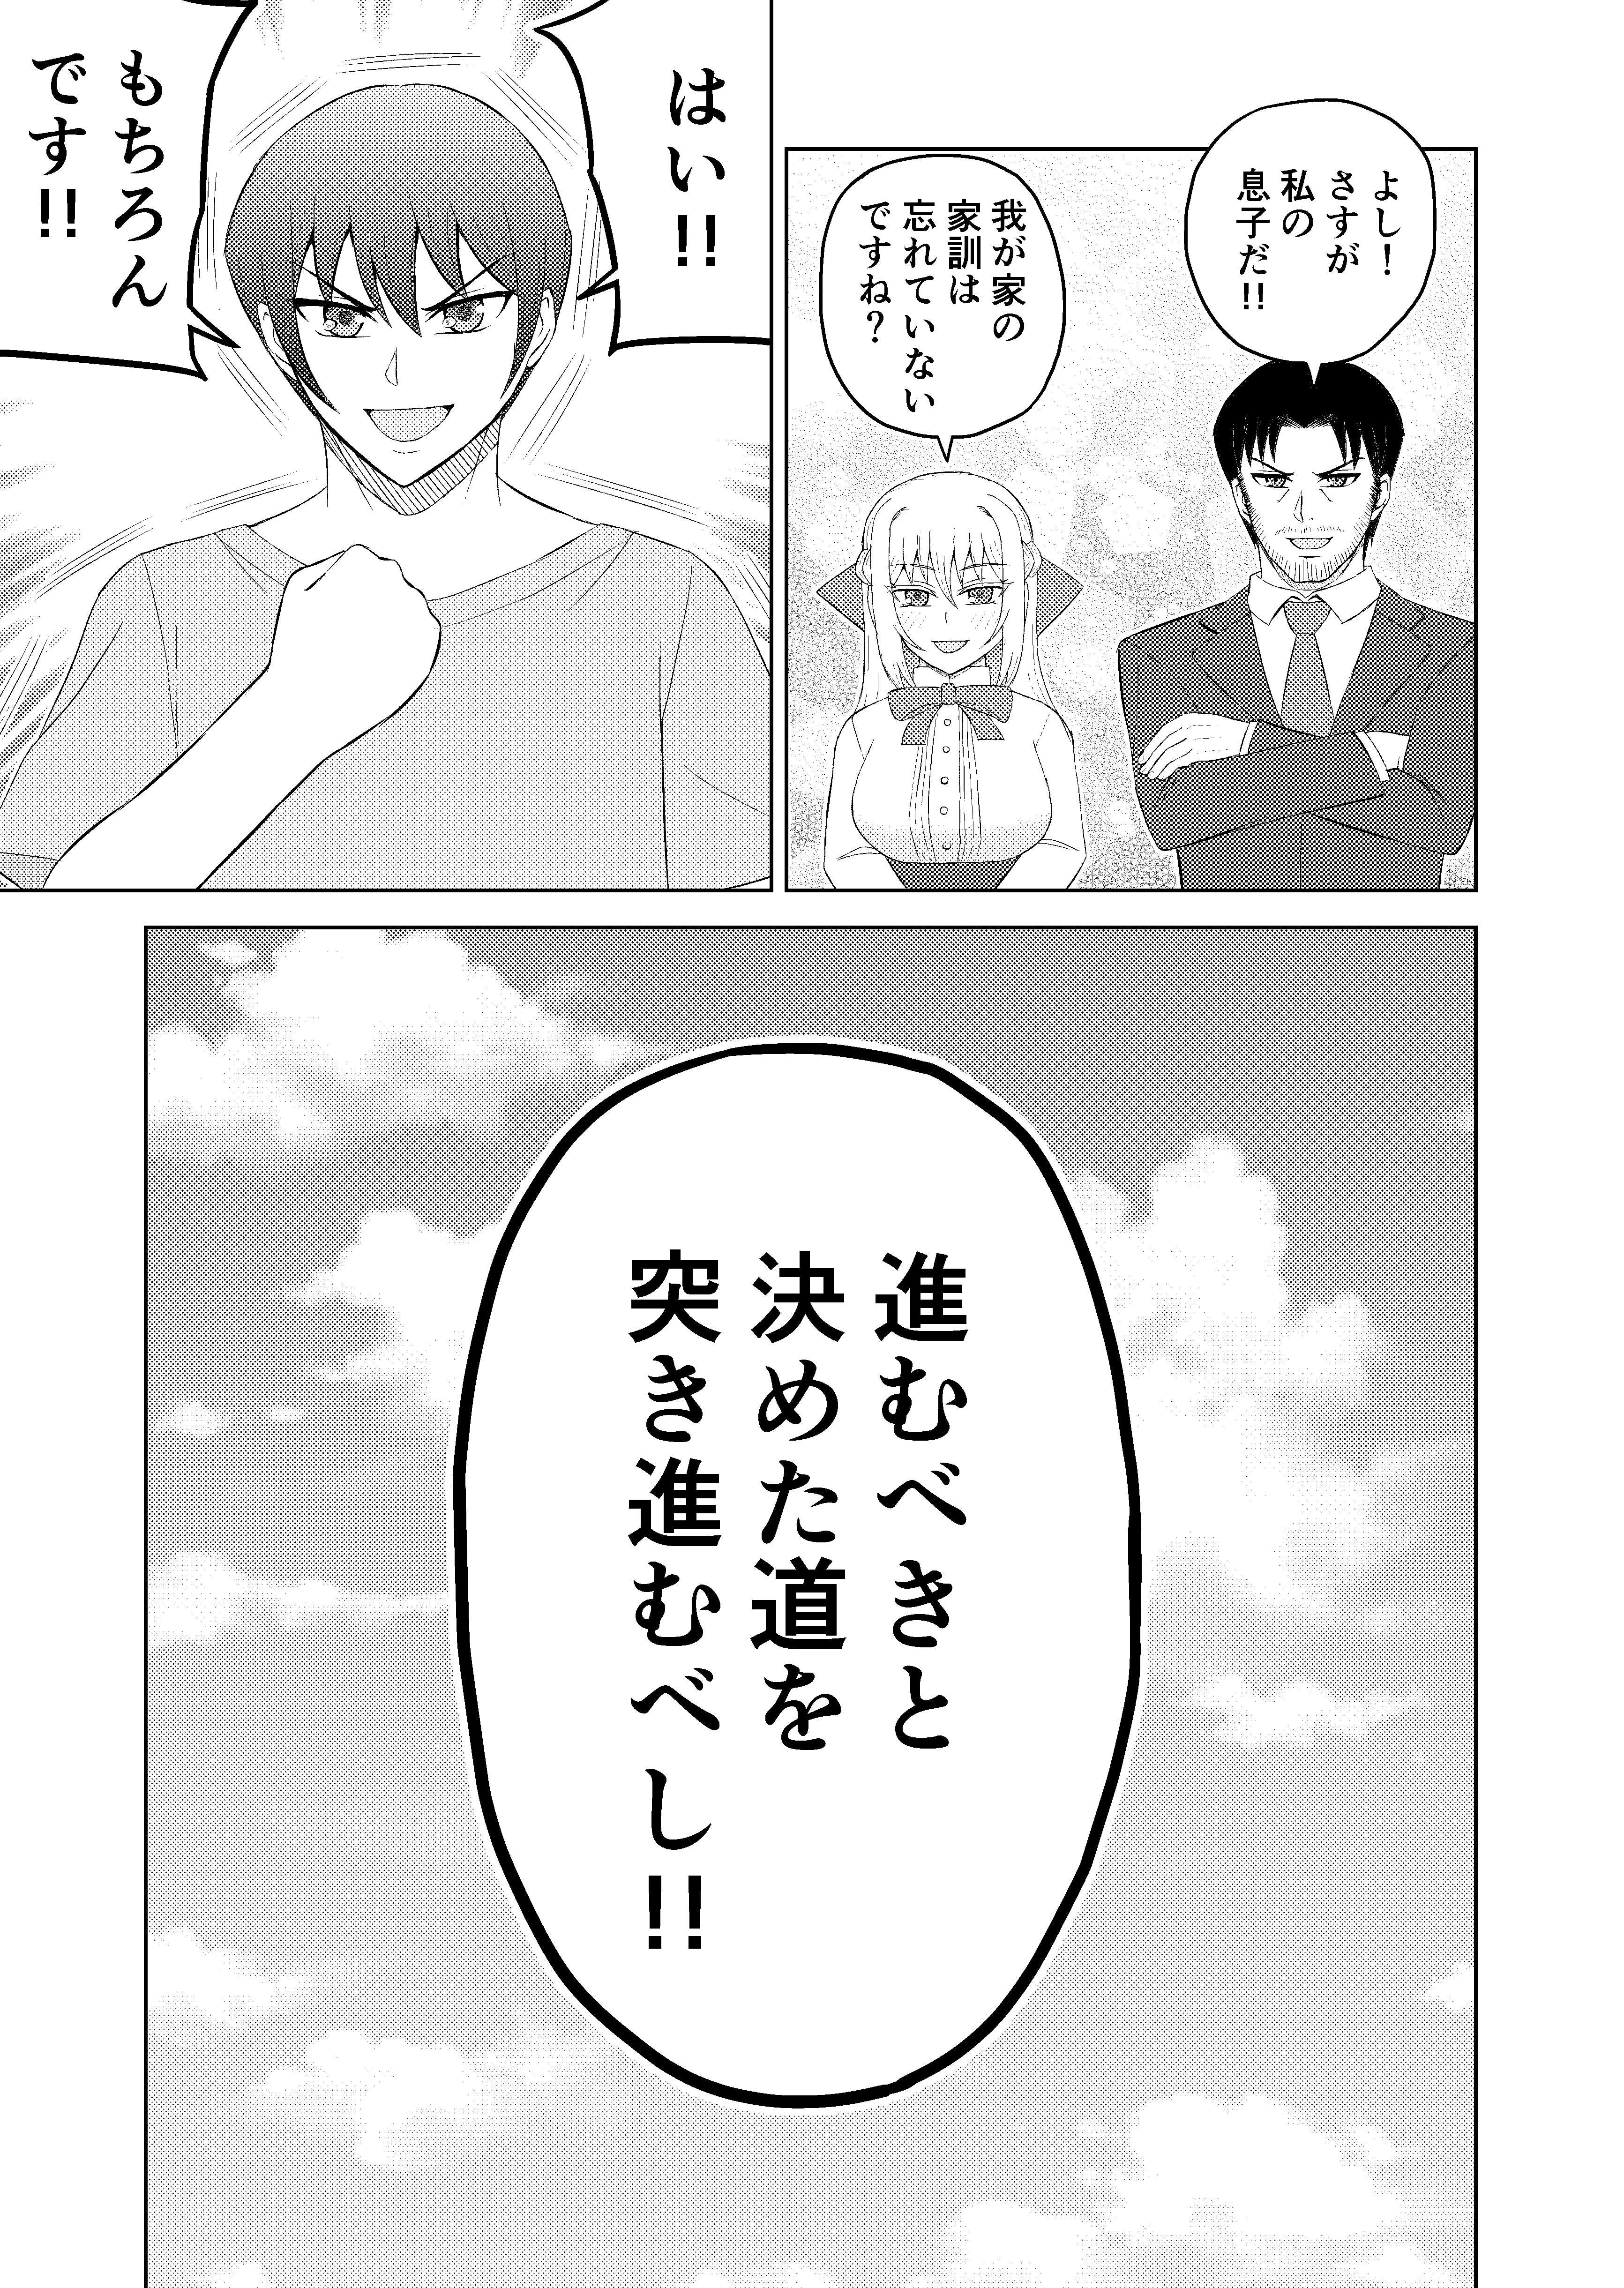 よし！
さすが
私の
息子だ!!
我が家の
家訓は
忘れていない
ですね？
はい!!
もちろん
です!!
進むべきと
決めた道を
突き進むべし!!